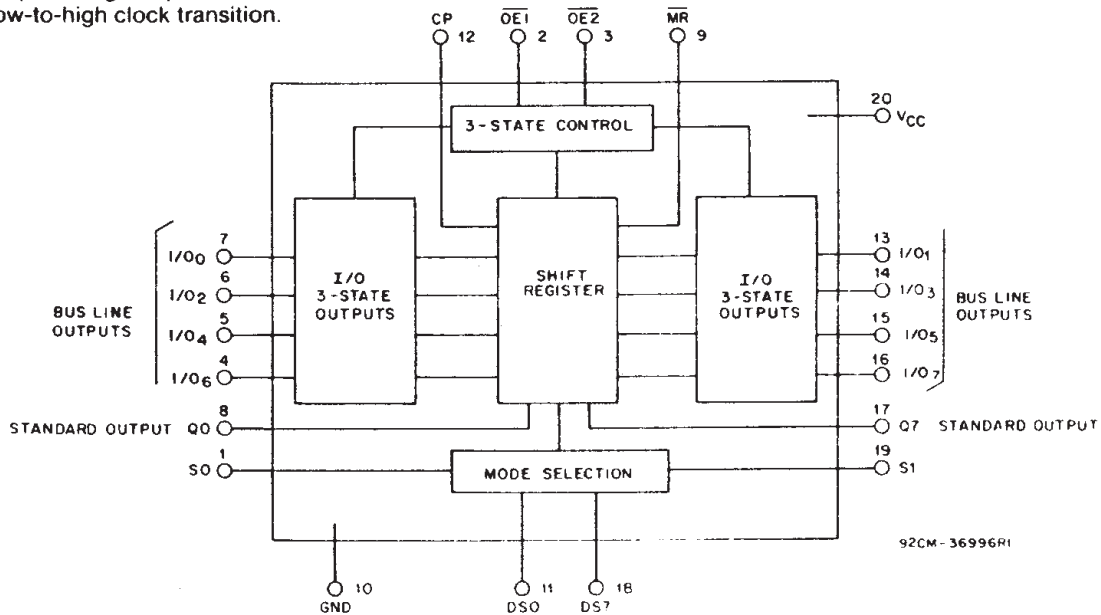 ow-to-high clock transition.
CP
12
OE1
2
OE2
3
MR
9
3-STATE CONTROL
20
VCC
7
I/O0
6
I/O2
5
I/O4
4
I/O6
BUS LINE
OUTPUTS
I/O
3-STATE
OUTPUTS
SHIFT
REGISTER
I/O
3-STATE
OUTPUTS
13
I/O1
14
I/O3
15
I/O5
16
I/O7
BUS LINE
OUTPUTS
8
STANDARD OUTPUT Q0
17
Q7 STANDARD OUTPUT
1
S0
MODE SELECTION
19
S1
92CM-36996R1
10
GND
11
DS0
18
DS7